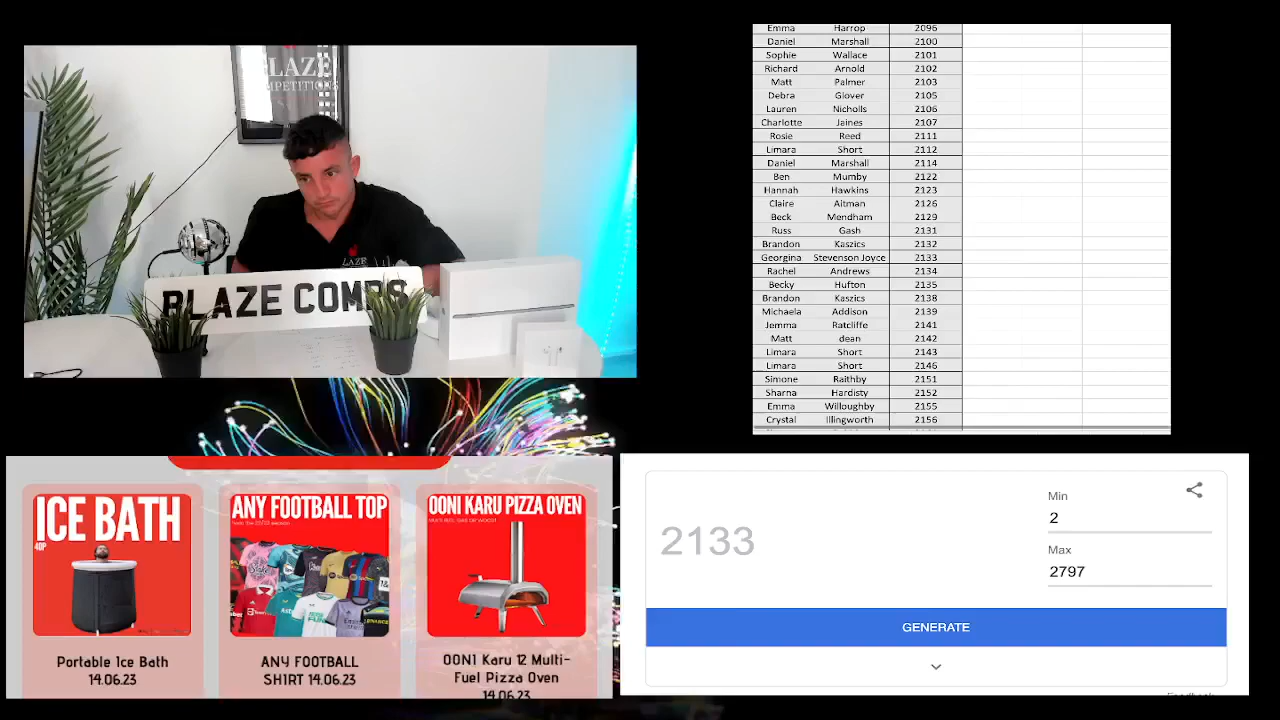 LAZE
COMPETITIONS
LAZE
BLAZE COMPS
Emma Harrop 2096
Daniel Marshall 2100
Sophie Wallace 2101
Richard Arnold 2102
Matt Palmer 2103
Debra Glover 2105
Lauren Nicholls 2106
Charlotte Jaines 2107
Rosie Reed 2111
Limara Short 2112
Daniel Marshall 2114
Ben Mumby 2122
Hannah Hawkins 2123
Claire Aitman 2126
Beck Mendham 2129
Russ Gash 2131
Brandon Kaszics 2132
Georgina Stevenson Joyce 2133
Rachel Andrews 2134
Becky Hufton 2135
Brandon Kaszics 2138
Michaela Addison 2139
Jemma Ratcliffe 2141
Matt dean 2142
Limara Short 2143
Limara Short 2146
Simone Raithby 2151
Sharna Hardisty 2152
Emma Willoughby 2155
Crystal Illingworth 2156
ICE BATH
40P
Portable Ice Bath
14.06.23
ANY FOOTBALL TOP
ANY FOOTBALL
SHIRT 14.06.23
OONI KARU PIZZA OVEN
OONI Karu 12 Multi-
Fuel Pizza Oven
14.06.23
2133
Min
2
Max
2797
GENERATE
Feedback